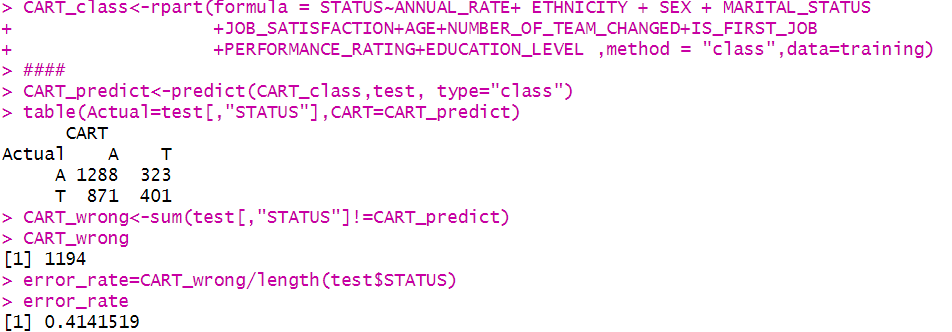 > CART_class<-rpart(formula = STATUS~ANNUAL_RATE+ ETHNICITY + SEX + MARITAL_STATUS
+ +JOB_SATISFACTION+AGE+NUMBER_OF_TEAM_CHANGED+IS_FIRST_JOB
+ +PERFORMANCE_RATING+EDUCATION_LEVEL ,method = "class",data=training)
> ####
> CART_predict<-predict(CART_class,test, type="class")
> table(Actual=test[,"STATUS"],CART=CART_predict)
CART
Actual A T
A 1288 323
T 871 401
> CART_wrong<-sum(test[,"STATUS"]!=CART_predict)
> CART_wrong
[1] 1194
> error_rate=CART_wrong/length(test$STATUS)
> error_rate
[1] 0.4141519